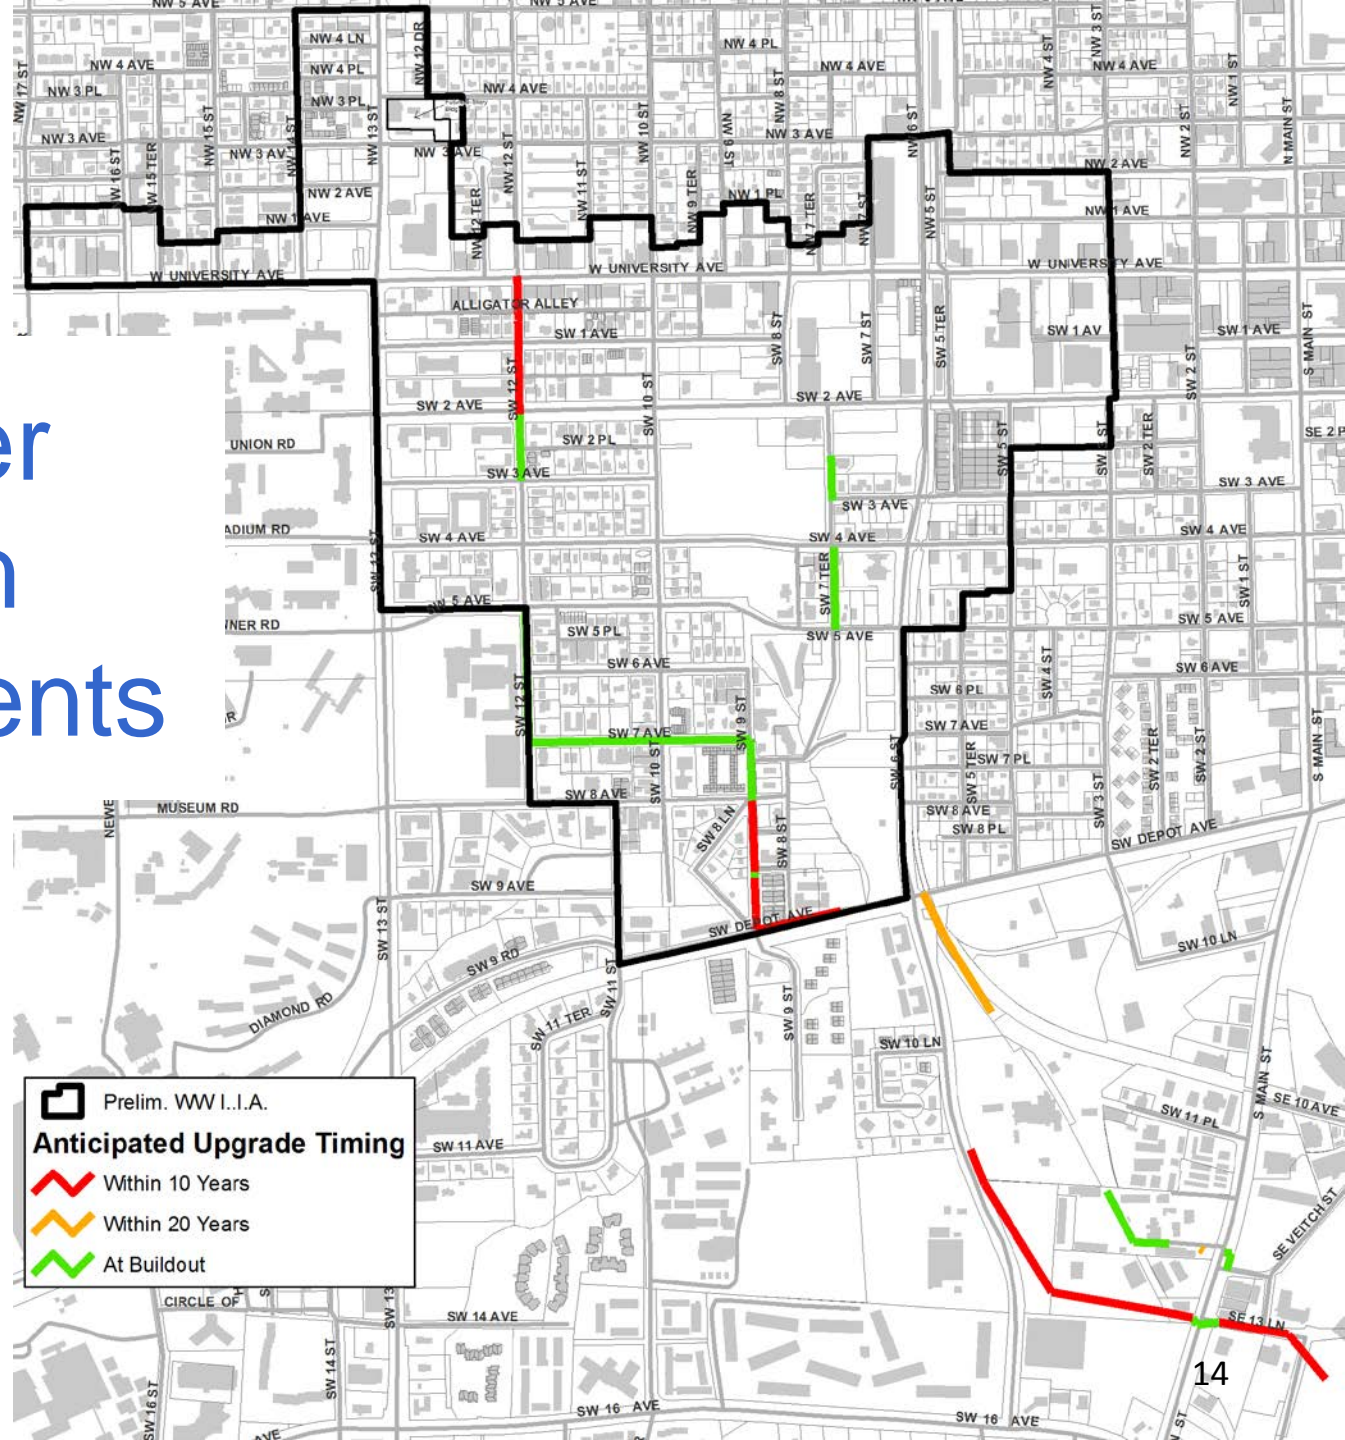 NW 5 AVE
NW 5 AVE
NW 4 LN
NW 12 DR
NW 3 ST
NW 4 ST
NW 4 PL
NW 17 ST
NW 4 AVE
NW 4 PL
NW 4 AVE
NW 4 AVE
NW 1 ST
NW 3 PL
NW 3 PL
NW 4 AVE
NW 8 ST
NW 15 ST
NW 13 ST
NW 14 ST
NW 10 ST
NW 6 ST
NW 2 ST
N MAIN ST
NW 3 AVE
NW 3 AV
NW 3 AVE
NW 12 ST
NW 9 ST
NW 3 AVE
NW 2 AVE
W 16 ST
NW 15 TER
NW 2 AVE
NW 11 ST
NW 9 TER
NW 1 PL
NW 5 ST
NW 1 AVE
NW 12 TER
NW 7 TER
NW 7 ST
NW 1 AVE
W UNIVERSITY AVE
W UNIVERSITY AVE
W UNIVERSITY AVE
ALLIGATOR ALLEY
SW 1 AVE
SW 8 ST
SW 7 ST
SW 5 TER
SW 1 AV
SW 1 AVE
S MAIN ST
SW 12 ST
SW 10 ST
SW 2 ST
SW 2 AVE
SW 2 AVE
er
UNION RD
SW 2 PL
SW 5 ST
SW 2 TER
SE 2 P
SW 3 AVE
SW 3 AVE
SW 3 AVE
ADIUM RD
SW 4 AVE
SW 4 AVE
SW 4 AVE
n
SW 13 ST
SW 7 TER
SW 1 ST
SW 5 AVE
NER RD
SW 5 PL
SW 5 AVE
SW 5 AVE
ents
SW 6 AVE
SW 4 ST
SW 6 AVE
SW 12 ST
SW 9 ST
SW 6 PL
SW 7 AVE
SW 7 AVE
SW 10 ST
SW 6 ST
SW 5 TER
SW 7 PL
SW 2 TER
SW 2 ST
S MAIN ST
NEWE
MUSEUM RD
SW 8 AVE
SW 8 LN
SW 8 ST
SW 8 AVE
SW 8 PL
SW 3 ST
SW DEPOT AVE
SW 9 AVE
SW 13 ST
SW DEPOT AVE
SW 10 LN
SW 9 RD
SW 11 ST
DIAMOND RD
SW 11 TER
SW 9 ST
SW 10 LN
S MAIN ST
SE 10 AVE
SW 11 PL
Prelim. WW I..I.A.
Anticipated Upgrade Timing
SW 11 AVE
Within 10 Years
Within 20 Years
SE VEITCH ST
At Buildout
CIRCLE OF
SW 13
SW 14 AVE
SE 13 LN
SW 14 ST
14
SW 16 ST
SW 16 AVE
SW 16 AVE
AVE